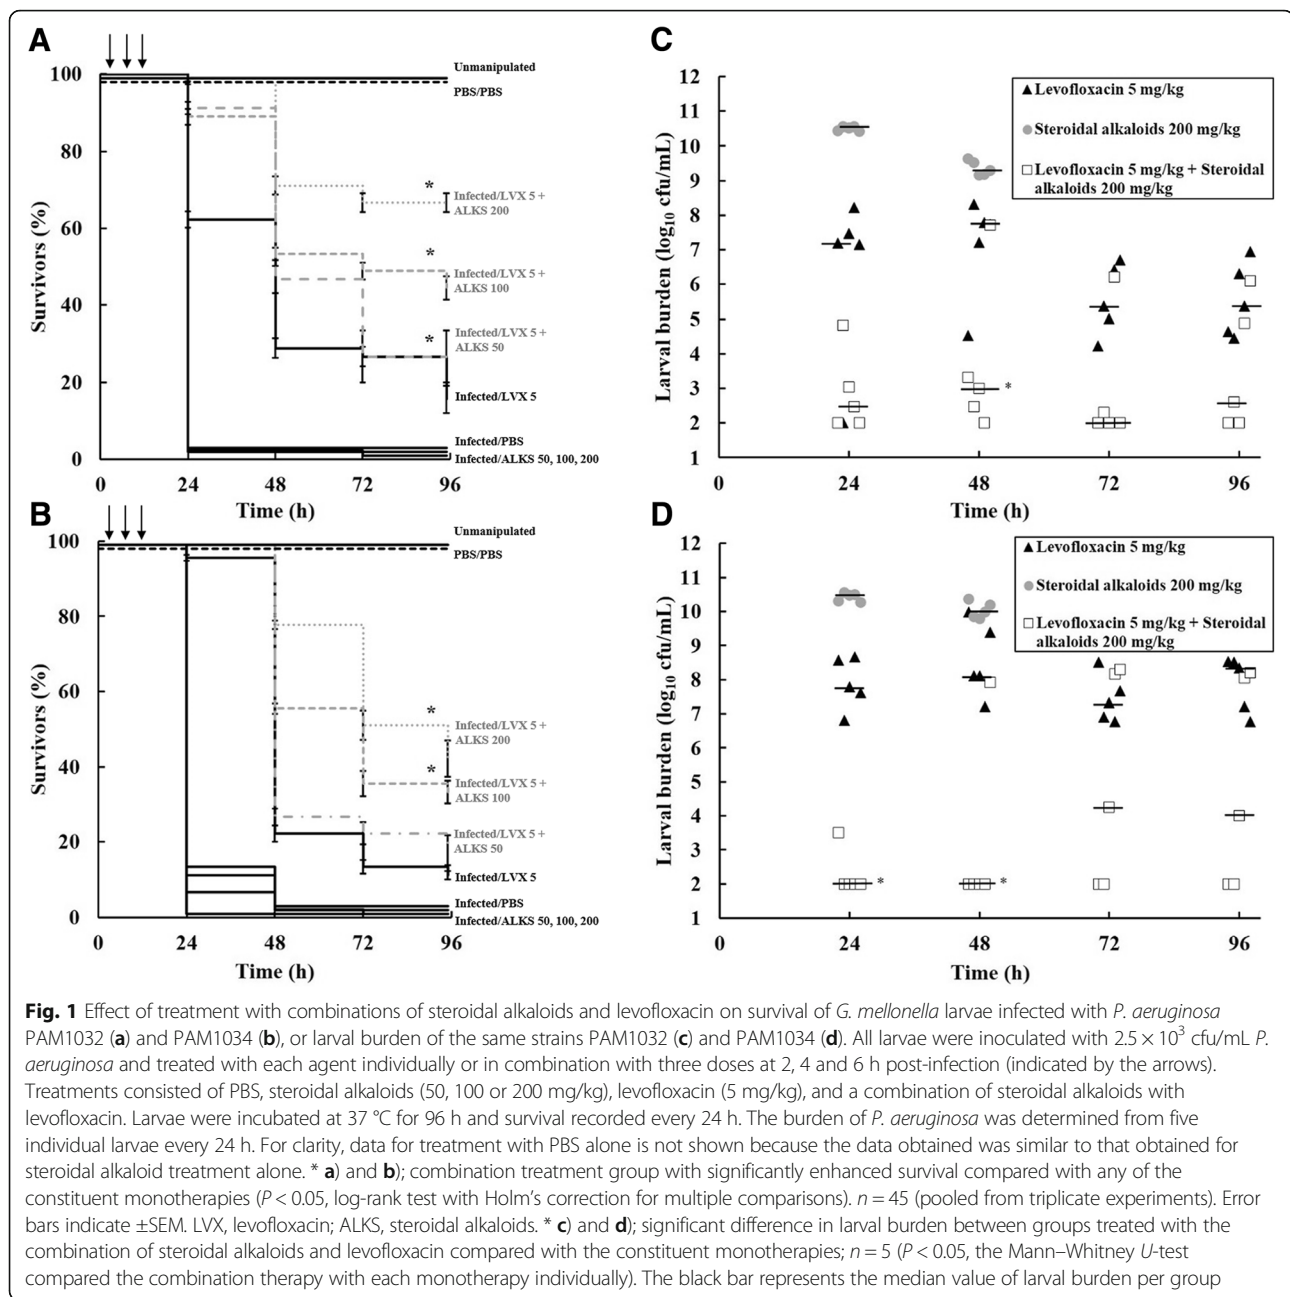 A
100
80
60
40
20
0
Survivors (%)
0 24 48 72 96
Time (h)
Unmanipulated
PBS/PBS
*
Infected/LVX 5 +
ALKS 200
*
Infected/LVX 5 +
ALKS 100
*
Infected/LVX 5 +
ALKS 50
Infected/LVX 5
Infected/PBS
Infected/ALKS 50, 100, 200
C
12
11
10
9
8
7
6
5
4
3
2
1
Larval burden (log10 cfu/mL)
0 24 48 72 96
Time (h)
Levofloxacin 5 mg/kg
Steroidal alkaloids 200 mg/kg
Levofloxacin 5 mg/kg + Steroidal
alkaloids 200 mg/kg
*
B
100
80
60
40
20
0
Survivors (%)
0 24 48 72 96
Time (h)
Unmanipulated
PBS/PBS
*
Infected/LVX 5 +
ALKS 200
*
Infected/LVX 5 +
ALKS 100
Infected/LVX 5 +
ALKS 50
Infected/LVX 5
Infected/PBS
Infected/ALKS 50, 100, 200
D
12
11
10
9
8
7
6
5
4
3
2
1
Larval burden (log10 cfu/mL)
0 24 48 72 96
Time (h)
Levofloxacin 5 mg/kg
Steroidal alkaloids 200 mg/kg
Levofloxacin 5 mg/kg + Steroidal
alkaloids 200 mg/kg
*
*
Fig. 1 Effect of treatment with combinations of steroidal alkaloids and levofloxacin on survival of G. mellonella larvae infected with P. aeruginosa
PAM1032 (a) and PAM1034 (b), or larval burden of the same strains PAM1032 (c) and PAM1034 (d). All larvae were inoculated with 2.5 × 10³ cfu/mL P.
aeruginosa and treated with each agent individually or in combination with three doses at 2, 4 and 6 h post-infection (indicated by the arrows).
Treatments consisted of PBS, steroidal alkaloids (50, 100 or 200 mg/kg), levofloxacin (5 mg/kg), and a combination of steroidal alkaloids with
levofloxacin. Larvae were incubated at 37 °C for 96 h and survival recorded every 24 h. The burden of P. aeruginosa was determined from five
individual larvae every 24 h. For clarity, data for treatment with PBS alone is not shown because the data obtained was similar to that obtained for
steroidal alkaloid treatment alone. * a) and b); combination treatment group with significantly enhanced survival compared with any of the
constituent monotherapies (P < 0.05, log-rank test with Holm's correction for multiple comparisons). n = 45 (pooled from triplicate experiments). Error
bars indicate ±SEM. LVX, levofloxacin; ALKS, steroidal alkaloids. * c) and d); significant difference in larval burden between groups treated with the
combination of steroidal alkaloids and levofloxacin compared with the constituent monotherapies; n = 5 (P < 0.05, the Mann–Whitney U-test
compared the combination therapy with each monotherapy individually). The black bar represents the median value of larval burden per group